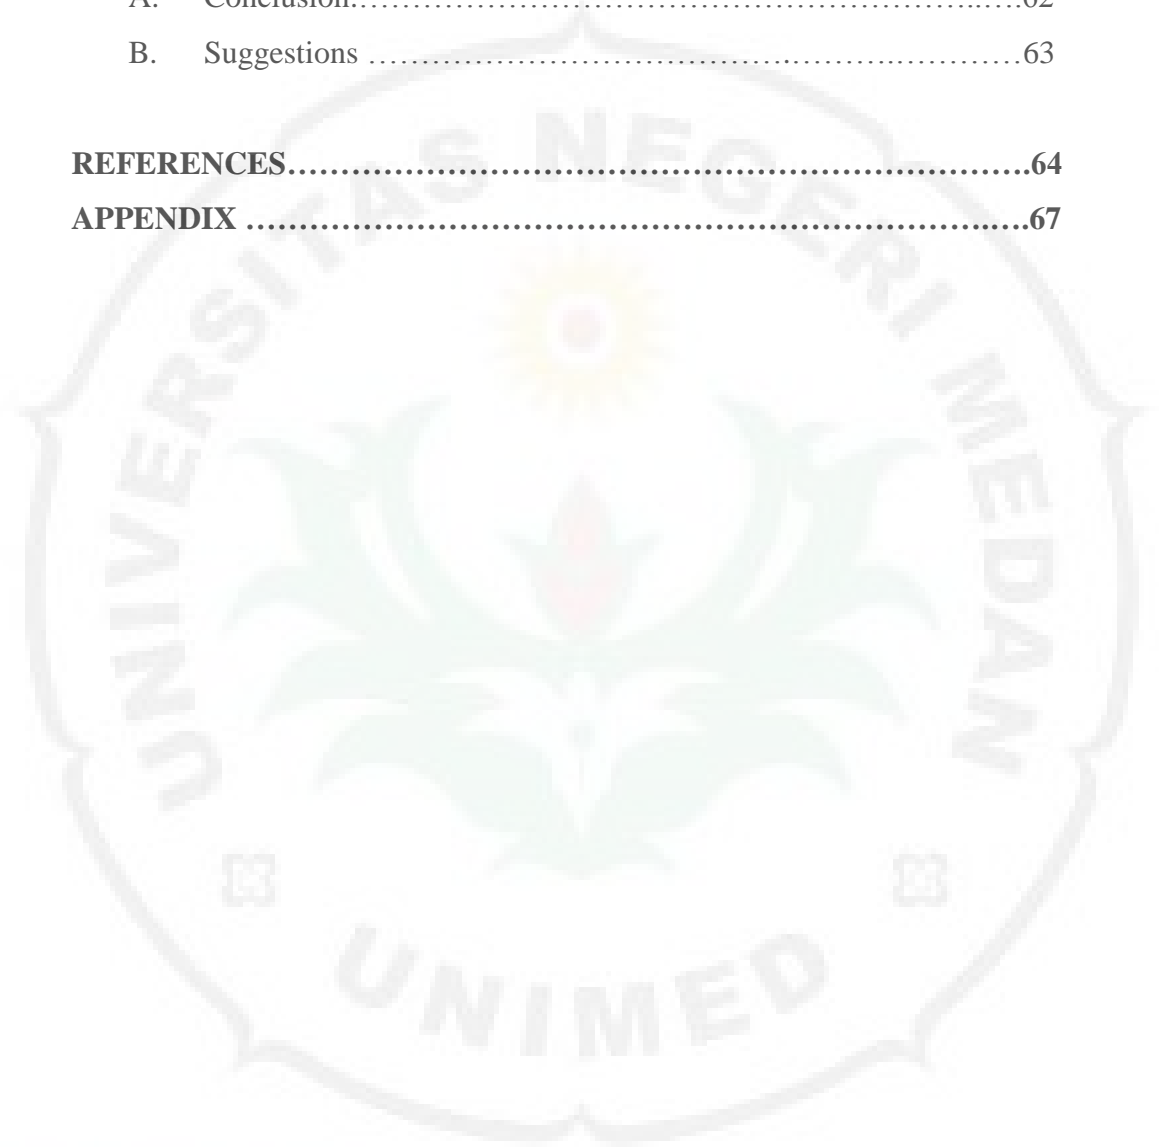 A. Conclusion……………………………………………………..….62
B. Suggestions ………………………………….……….…………63
REFERENCES…………………………………………………………….64
APPENDIX ……………………………………………………………..….67
UNIVERSITAS NEGERI MEDAN
UNIMED